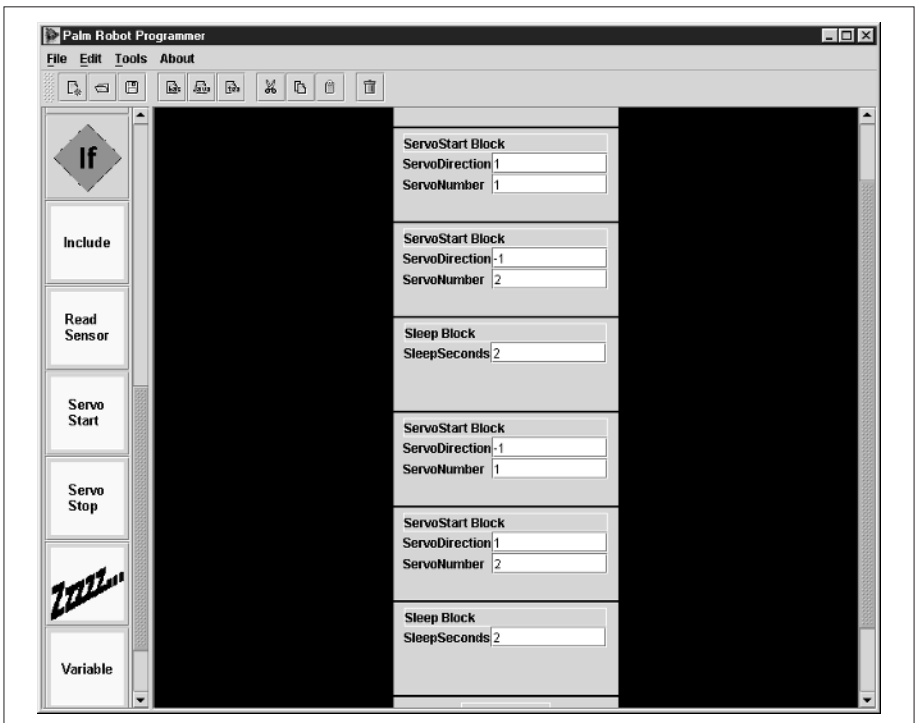 Palm Robot Programmer
File Edit Tools About
If
Include
Read
Sensor
Servo
Start
Servo
Stop
Zzzzz...
Variable
ServoStart Block
ServoDirection 1
ServoNumber 1
ServoStart Block
ServoDirection -1
ServoNumber 2
Sleep Block
SleepSeconds 2
ServoStart Block
ServoDirection -1
ServoNumber 1
ServoStart Block
ServoDirection 1
ServoNumber 2
Sleep Block
SleepSeconds 2